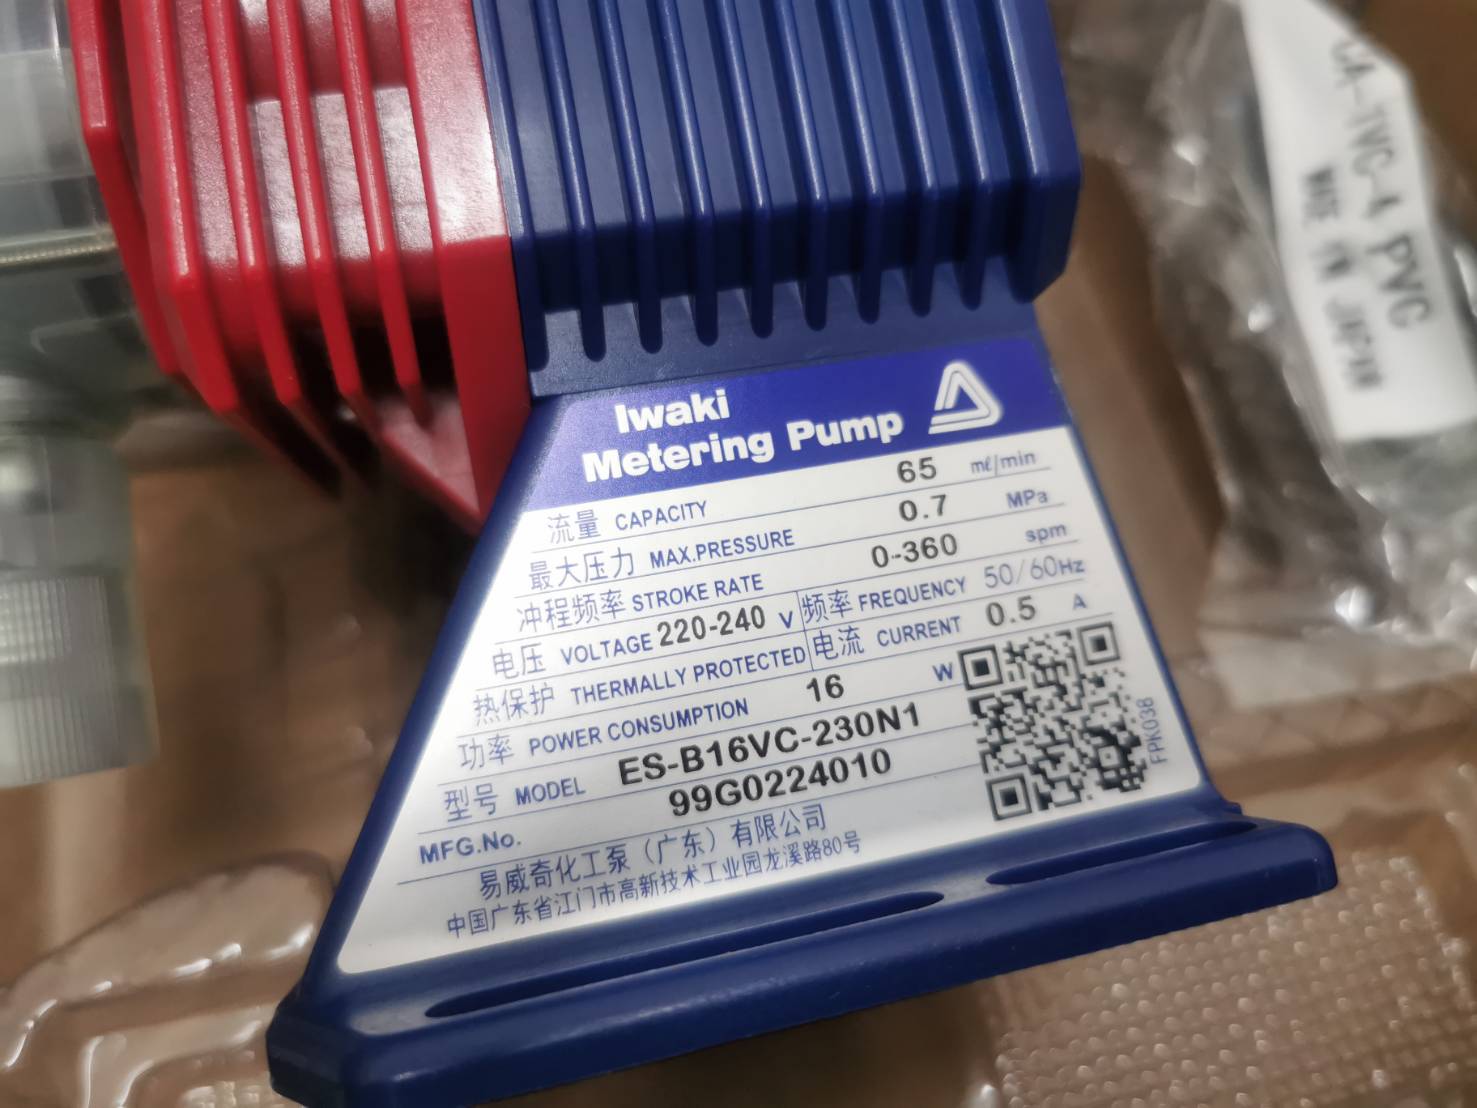 CA-1VC-4 PVC
MADE IN JAPAN
Iwaki
Metering Pump
流量 CAPACITY 65 mℓ/min
最大压力 MAX.PRESSURE 0.7 MPa
冲程频率 STROKE RATE 0-360 spm
电压 VOLTAGE 220-240 V 频率 FREQUENCY 50/60Hz
热保护 THERMALLY PROTECTED 电流 CURRENT 0.5 A
功率 POWER CONSUMPTION 16 W
型号 MODEL ES-B16VC-230N1
MFG.No. 99G0224010
易威奇化工泵（广东）有限公司
中国广东省江门市高新技术工业园龙溪路80号
FPK038